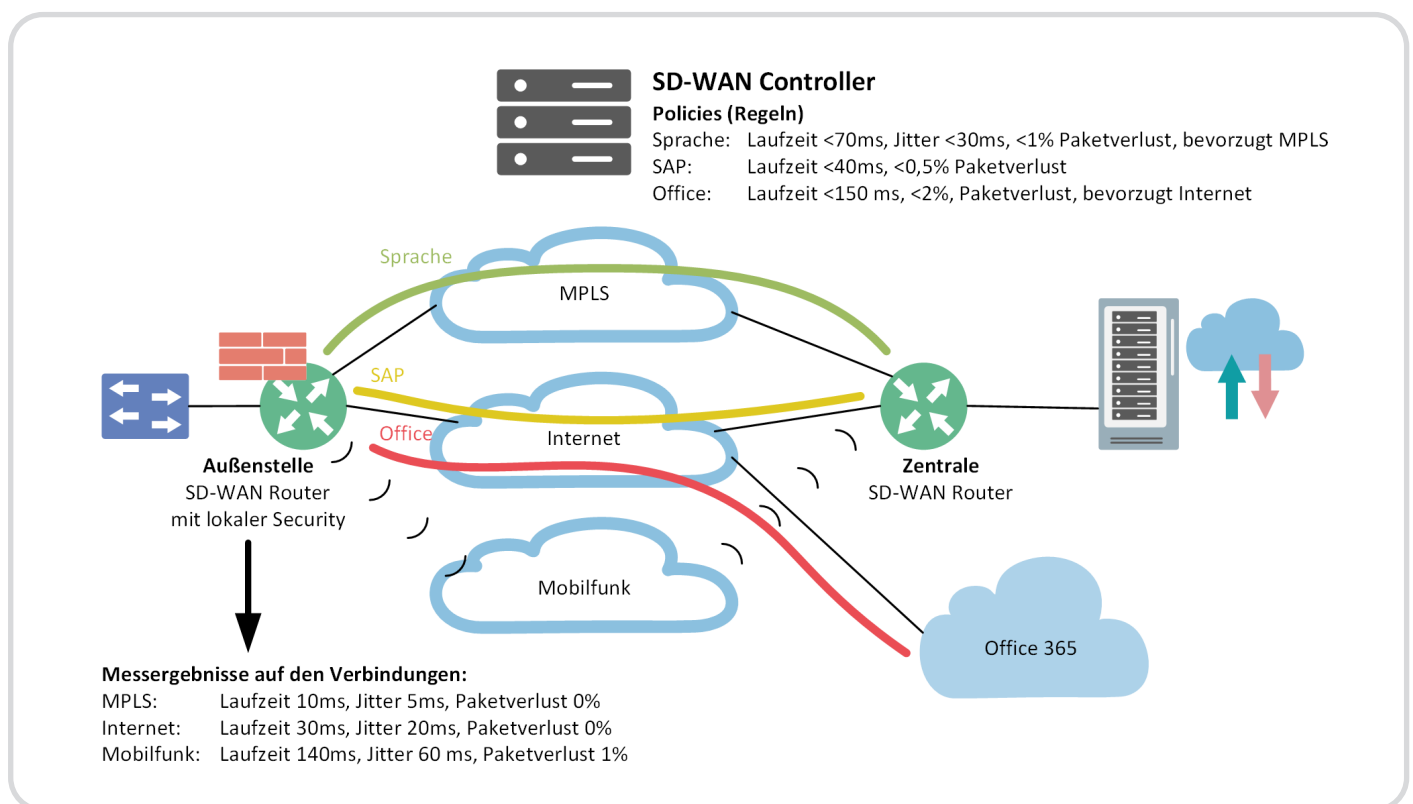 SD-WAN Controller
Policies (Regeln)
Sprache: Laufzeit <70ms, Jitter <30ms, <1% Paketverlust, bevorzugt MPLS
SAP: Laufzeit <40ms, <0,5% Paketverlust
Office: Laufzeit <150 ms, <2%, Paketverlust, bevorzugt Internet
Sprache
MPLS
SAP
Office
Internet
Außenstelle
SD-WAN Router
mit lokaler Security
Zentrale
SD-WAN Router
Mobilfunk
Office 365
Messergebnisse auf den Verbindungen:
MPLS: Laufzeit 10ms, Jitter 5ms, Paketverlust 0%
Internet: Laufzeit 30ms, Jitter 20ms, Paketverlust 0%
Mobilfunk: Laufzeit 140ms, Jitter 60 ms, Paketverlust 1%